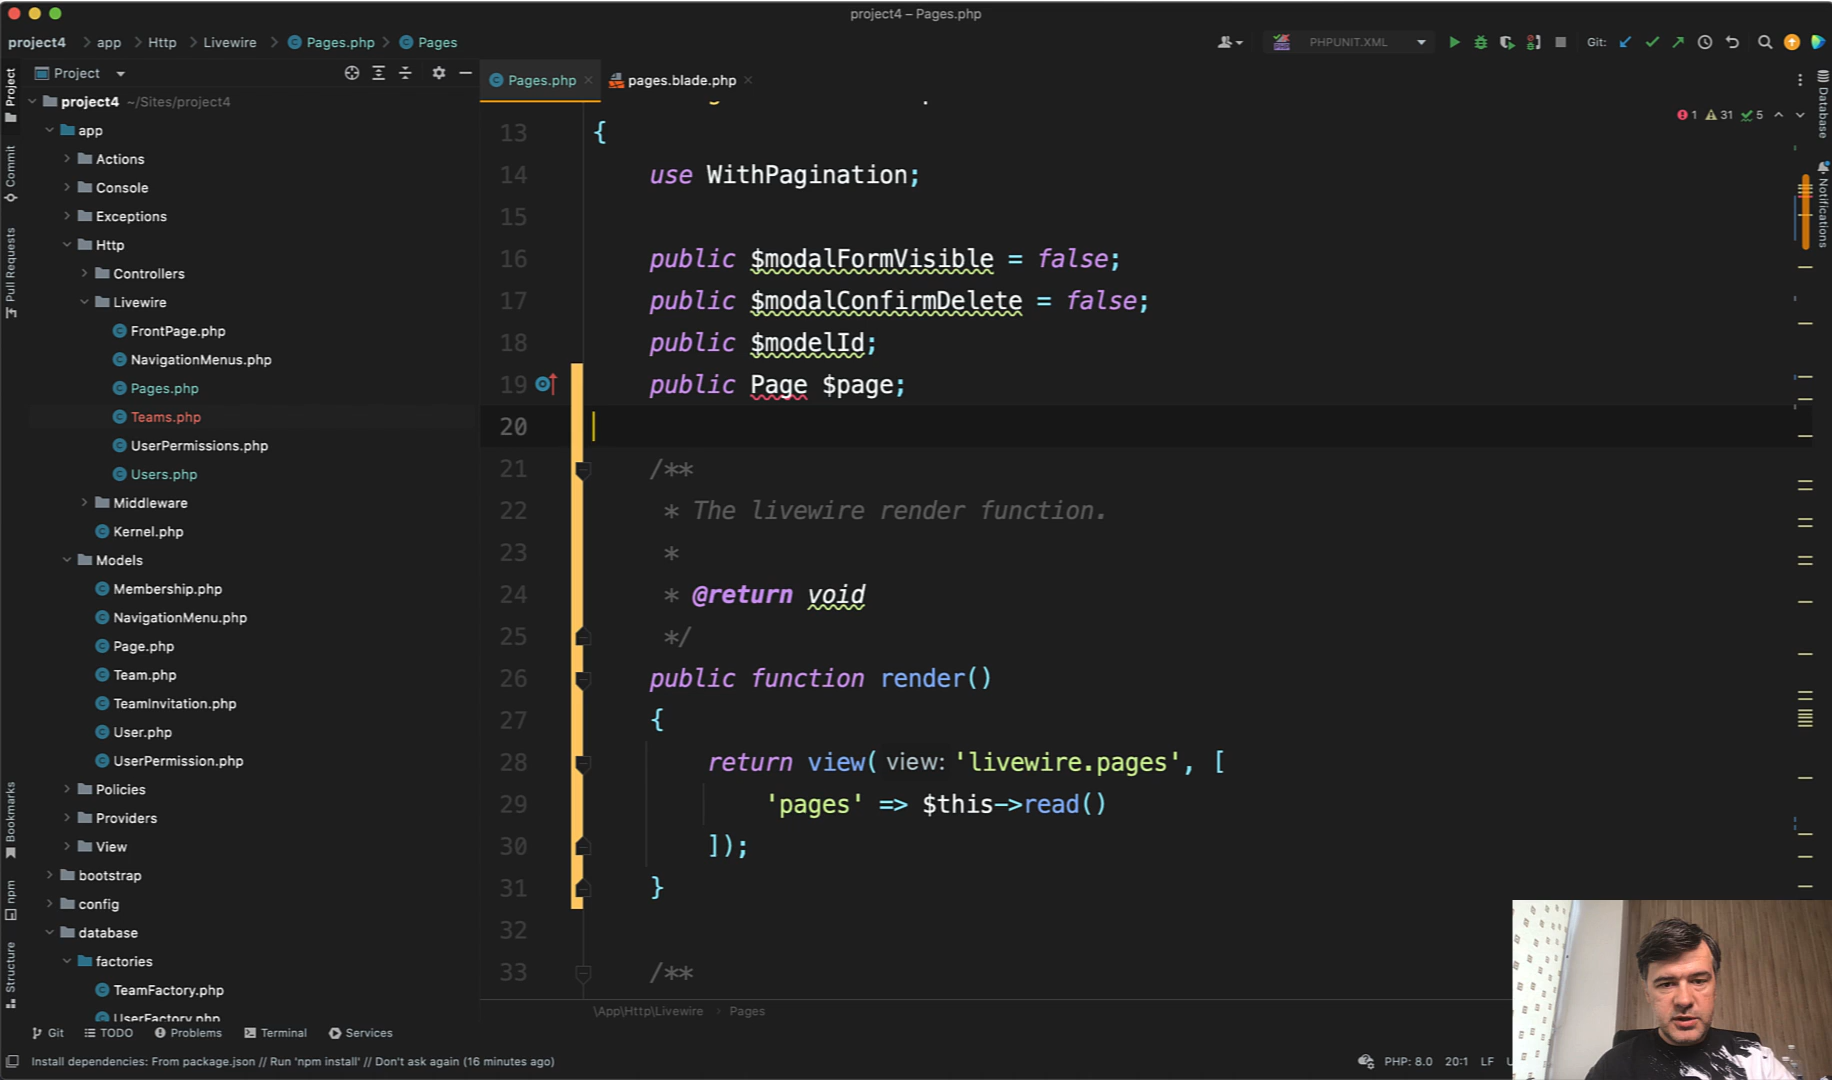 project4 – Pages.php
project4 app Http Livewire Pages.php Pages
PHPUNIT.XML Git:
Project
Pages.php pages.blade.php
1 31 5
project4 ~/Sites/project4
app
Actions
Console
Exceptions
Http
Controllers
Livewire
FrontPage.php
NavigationMenus.php
Pages.php
Teams.php
UserPermissions.php
Users.php
Middleware
Kernel.php
Models
Membership.php
NavigationMenu.php
Page.php
Team.php
TeamInvitation.php
User.php
UserPermission.php
Policies
Providers
View
bootstrap
config
database
factories
TeamFactory.php
UserFactory.php
Project
Commit
Pull Requests
Bookmarks
npm
Structure
13 {
14 use WithPagination;
15
16 public $modalFormVisible = false;
17 public $modalConfirmDelete = false;
18 public $modelId;
19 public Page $page;
20
21 /**
22 * The livewire render function.
23 *
24 * @return void
25 */
26 public function render()
27 {
28 return view( view: 'livewire.pages', [
29 'pages' => $this->read()
30 ]);
31 }
32
33 /**
\App\Http\Livewire Pages
Database
Notifications
Git TODO Problems Terminal Services
Install dependencies: From package.json // Run 'npm install' // Don't ask again (16 minutes ago)
PHP: 8.0 20:1 LF